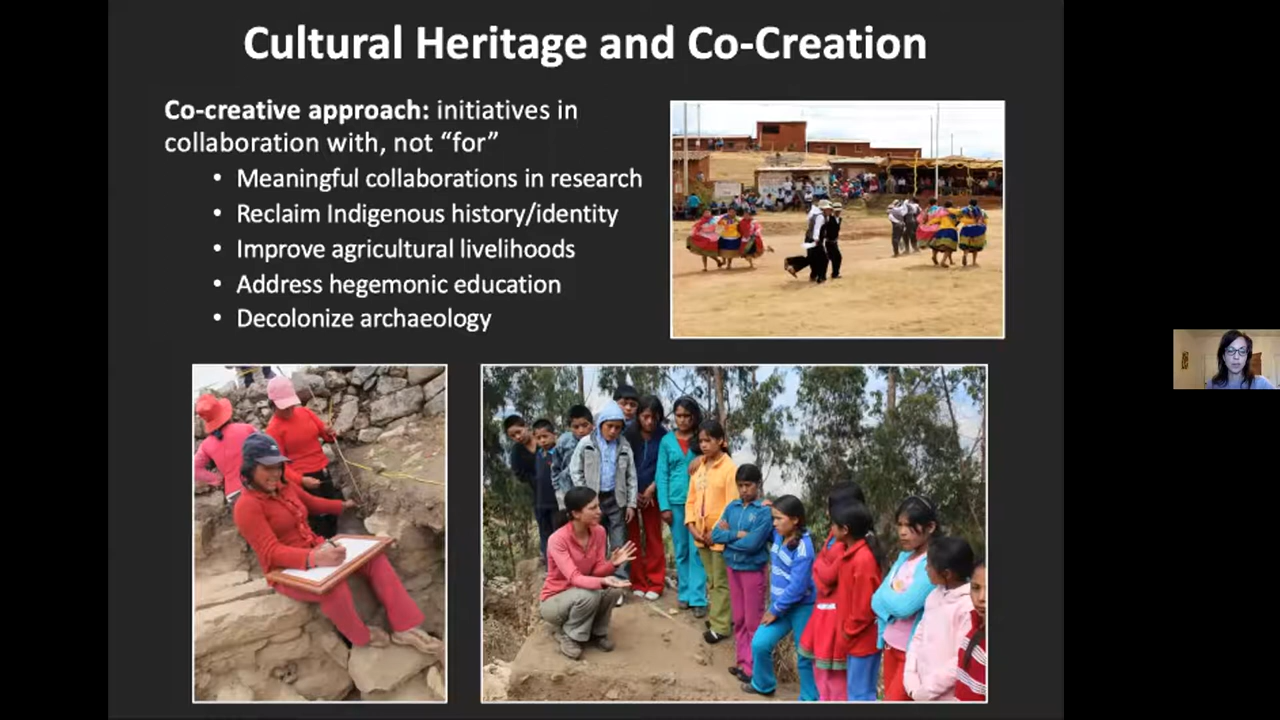 Cultural Heritage and Co-Creation
Co-creative approach: initiatives in
collaboration with, not “for”
• Meaningful collaborations in research
• Reclaim Indigenous history/identity
• Improve agricultural livelihoods
• Address hegemonic education
• Decolonize archaeology